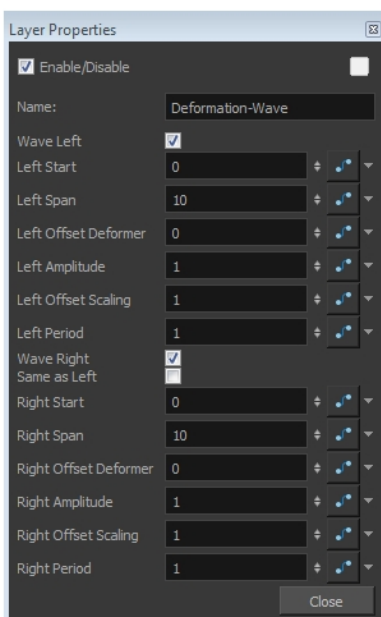 Layer Properties
Enable/Disable
Name: Deformation-Wave
Wave Left
Left Start 0
Left Span 10
Left Offset Deformer 0
Left Amplitude 1
Left Offset Scaling 1
Left Period 1
Wave Right
Same as Left
Right Start 0
Right Span 10
Right Offset Deformer 0
Right Amplitude 1
Right Offset Scaling 1
Right Period 1
Close